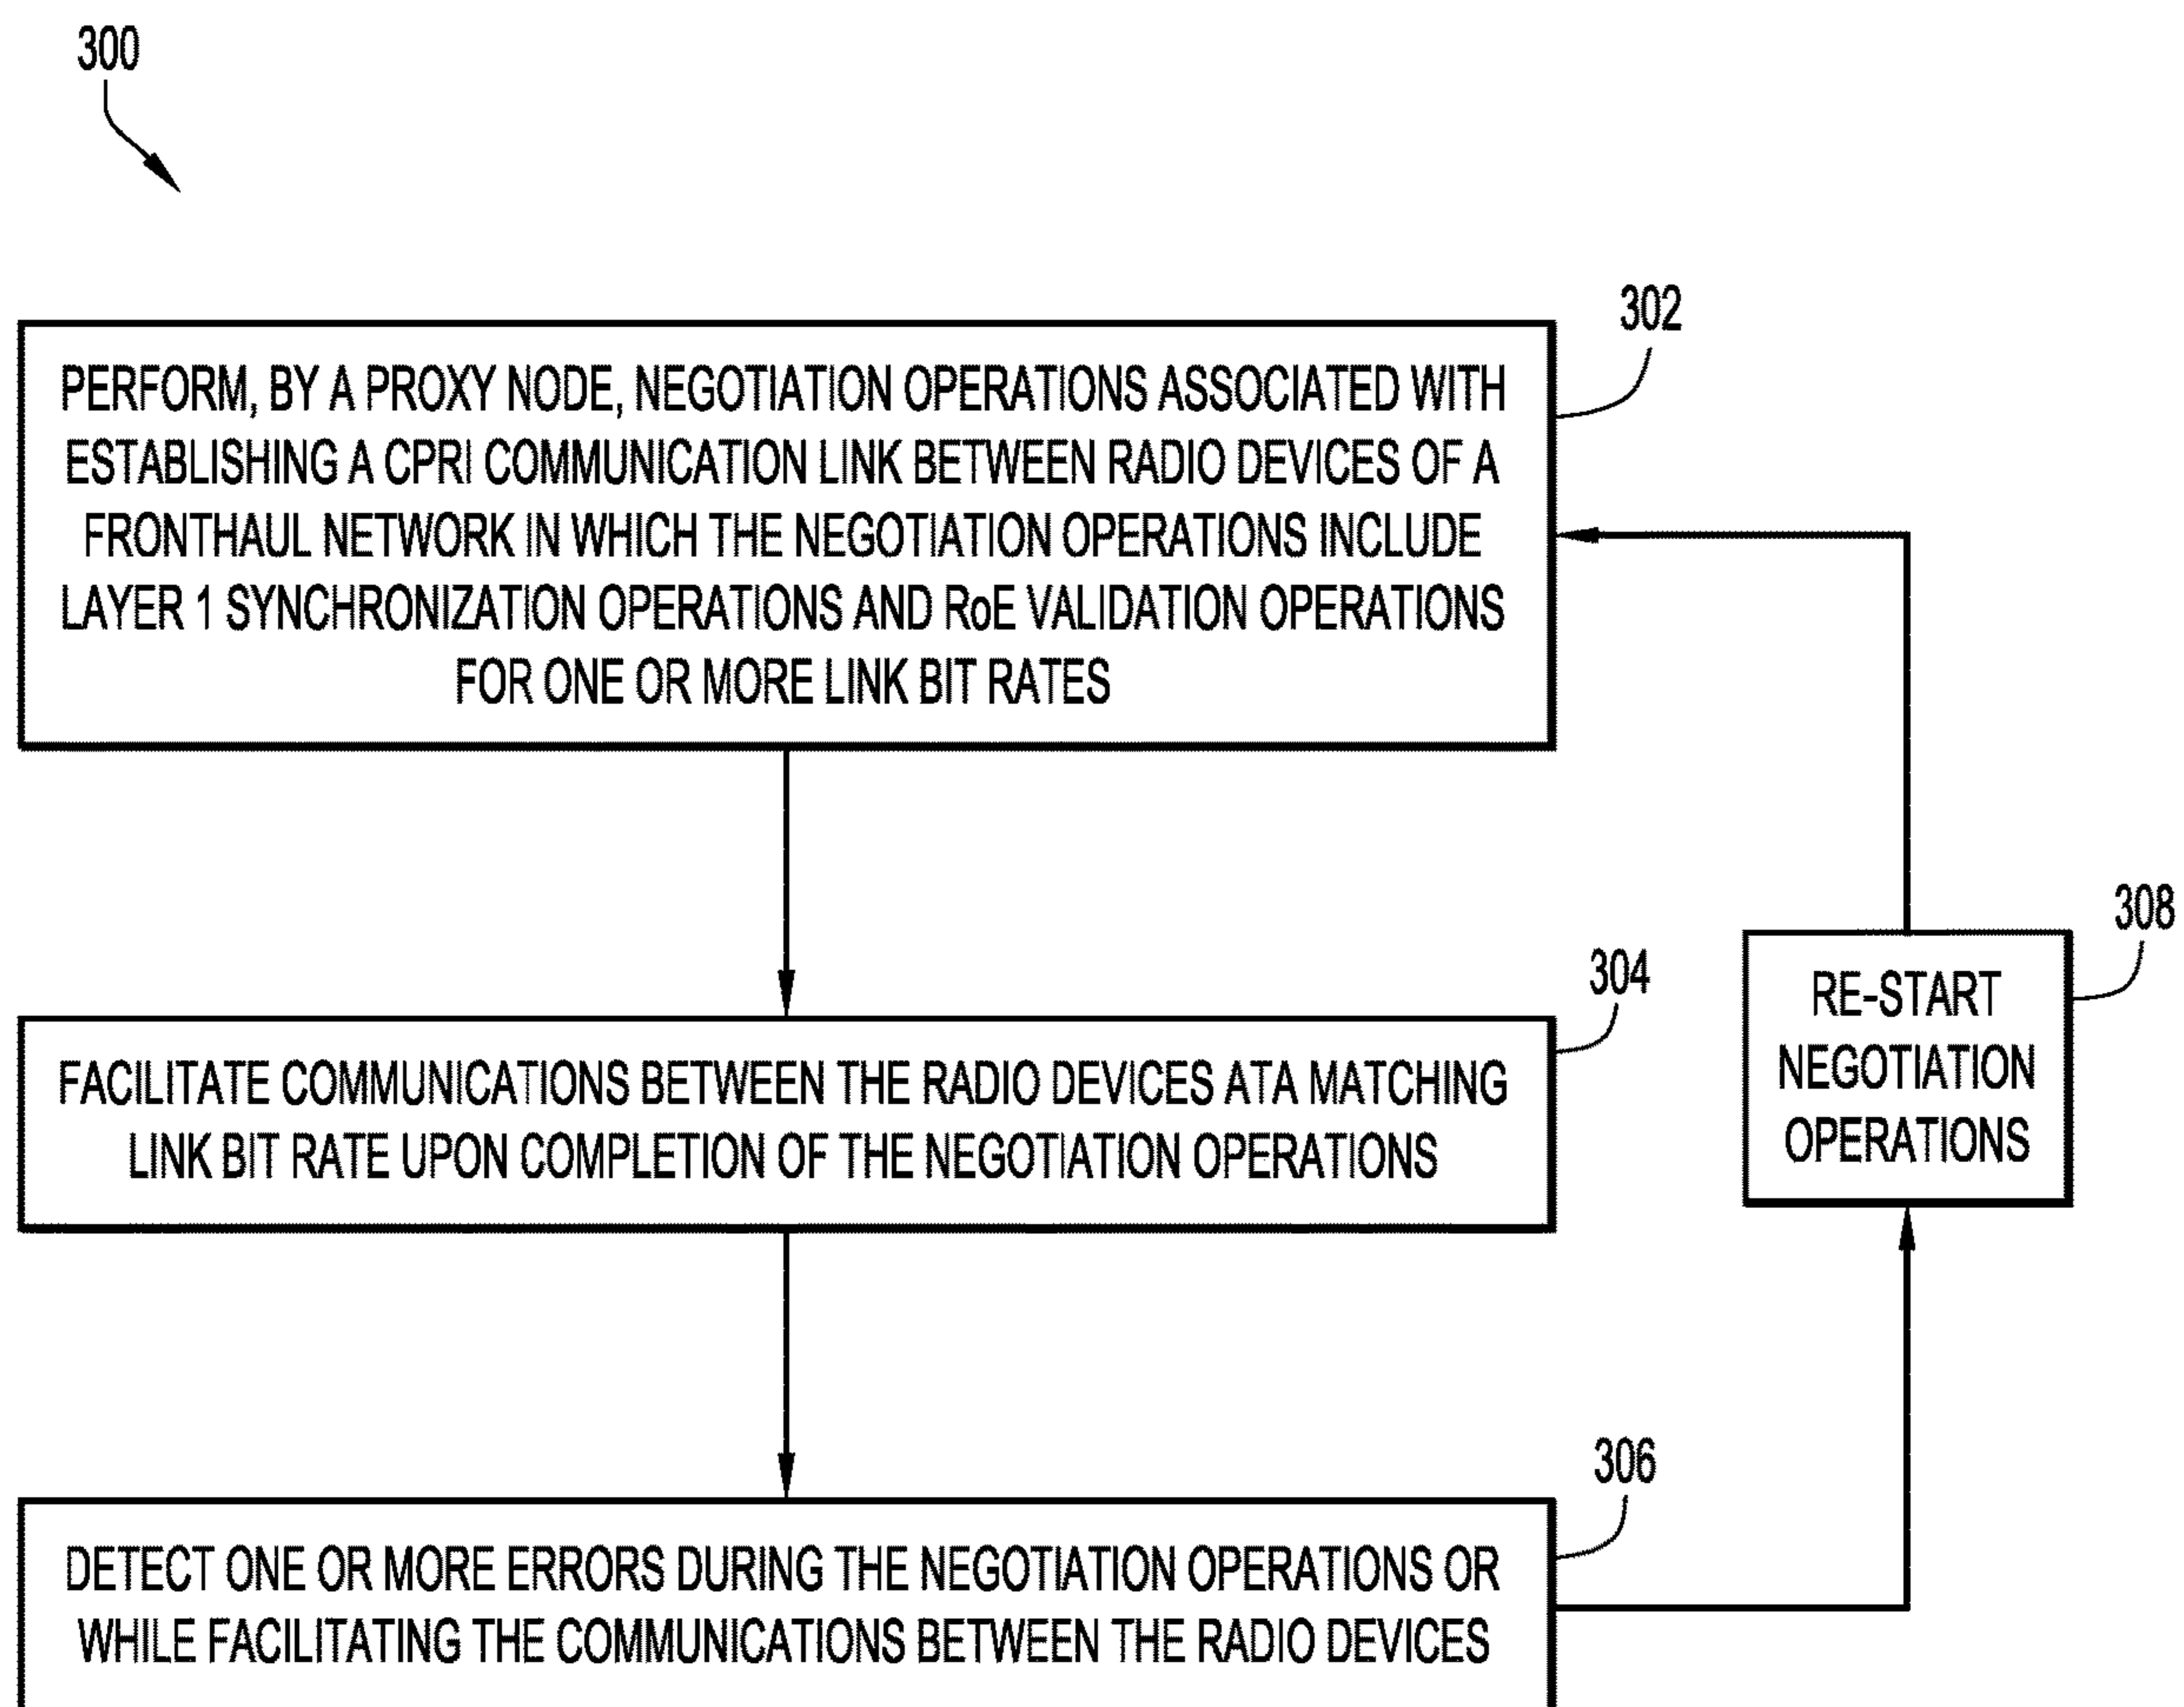 300
302
PERFORM, BY A PROXY NODE, NEGOTIATION OPERATIONS ASSOCIATED WITH
ESTABLISHING A CPRI COMMUNICATION LINK BETWEEN RADIO DEVICES OF A
FRONTHAUL NETWORK IN WHICH THE NEGOTIATION OPERATIONS INCLUDE
LAYER 1 SYNCHRONIZATION OPERATIONS AND RoE VALIDATION OPERATIONS
FOR ONE OR MORE LINK BIT RATES
304
FACILITATE COMMUNICATIONS BETWEEN THE RADIO DEVICES ATA MATCHING
LINK BIT RATE UPON COMPLETION OF THE NEGOTIATION OPERATIONS
308
RE-START
NEGOTIATION
OPERATIONS
306
DETECT ONE OR MORE ERRORS DURING THE NEGOTIATION OPERATIONS OR
WHILE FACILITATING THE COMMUNICATIONS BETWEEN THE RADIO DEVICES